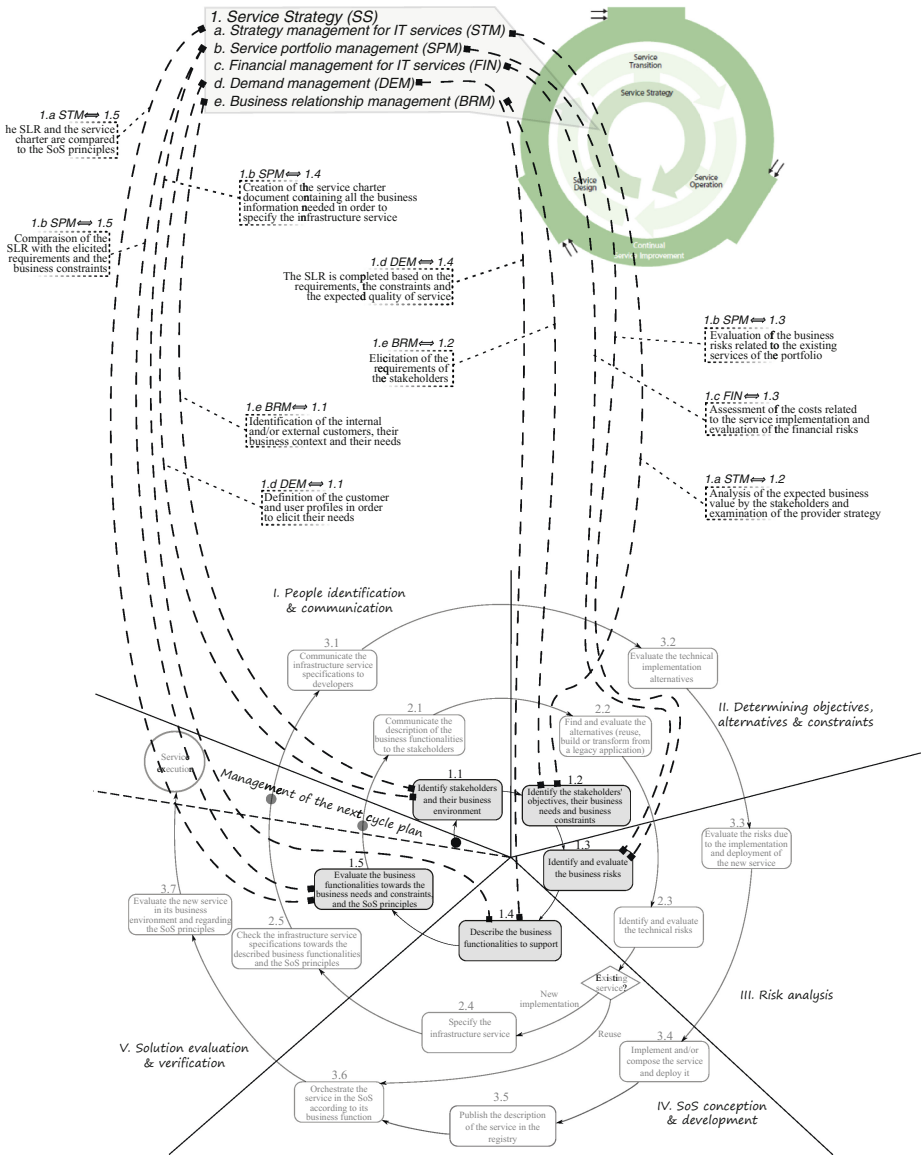 1. Service Strategy (SS)
a. Strategy management for IT services (STM)
b. Service portfolio management (SPM)
c. Financial management for IT services (FIN)
d. Demand management (DEM)
e. Business relationship management (BRM)
Service
Transition
Service Strategy
Service
Design
Service
Operation
Continual
Service Improvement
1.a STM⟺ 1.5
he SLR and the service
charter are compared
to the SoS principles
1.b SPM⟺ 1.4
Creation of the service charter
document containing all the business
information needed in order to
specify the infrastructure service
1.b SPM⟺ 1.5
Comparaison of the
SLR with the elicited
requirements and the
business constraints
1.d DEM⟺ 1.4
The SLR is completed based on the
requirements, the constraints and
the expected quality of service
1.e BRM⟺ 1.2
Elicitation of the
requirements of
the stakeholders
1.b SPM⟺ 1.3
Evaluation of the business
risks related to the existing
services of the portfolio
1.c FIN⟺ 1.3
Assessment of the costs related
to the service implementation and
evaluation of the financial risks
1.e BRM⟺ 1.1
Identification of the internal
and/or external customers, their
business context and their needs
1.d DEM⟺ 1.1
Definition of the customer
and user profiles in order
to elicit their needs
1.a STM⟺ 1.2
Analysis of the expected business
value by the stakeholders and
examination of the provider strategy
I. People identification
& communication
3.1
Communicate the
infrastructure service
specifications to
developers
3.2
Evaluate the technical
implementation
alternatives
II. Determining objectives,
alternatives & constraints
2.1
Communicate the
description of the
business functionalities
to the stakeholders
2.2
Find and evaluate the
alternatives (reuse,
build or transform from
a legacy application)
Service
execution
Management of the next cycle plan
1.1
Identify stakeholders
and their business
environment
1.2
Identify the stakeholders'
objectives, their business
needs and business
constraints
1.3
Identify and evaluate
the business risks
3.3
Evaluate the risks due
to the implementation
and deployment of
the new service
1.5
Evaluate the business
functionalities towards the
business needs and constraints,
and the SoS principles
3.7
Evaluate the new service
in its business
environment and regarding
the SoS principles
1.4
Describe the business
functionalities to support
2.3
Identify and evaluate
the technical risks
2.5
Check the infrastructure service
specifications towards the
described business functionalities
and the SoS principles
Existing
service?
New
implementation
Reuse
III. Risk analysis
2.4
Specify the
infrastructure service
V. Solution evaluation
& verification
3.4
Implement and/or
compose the service
and deploy it
3.6
Orchestrate the
service in the SoS
according to its
business function
3.5
Publish the description
of the service in the
registry
IV. SoS conception
& development